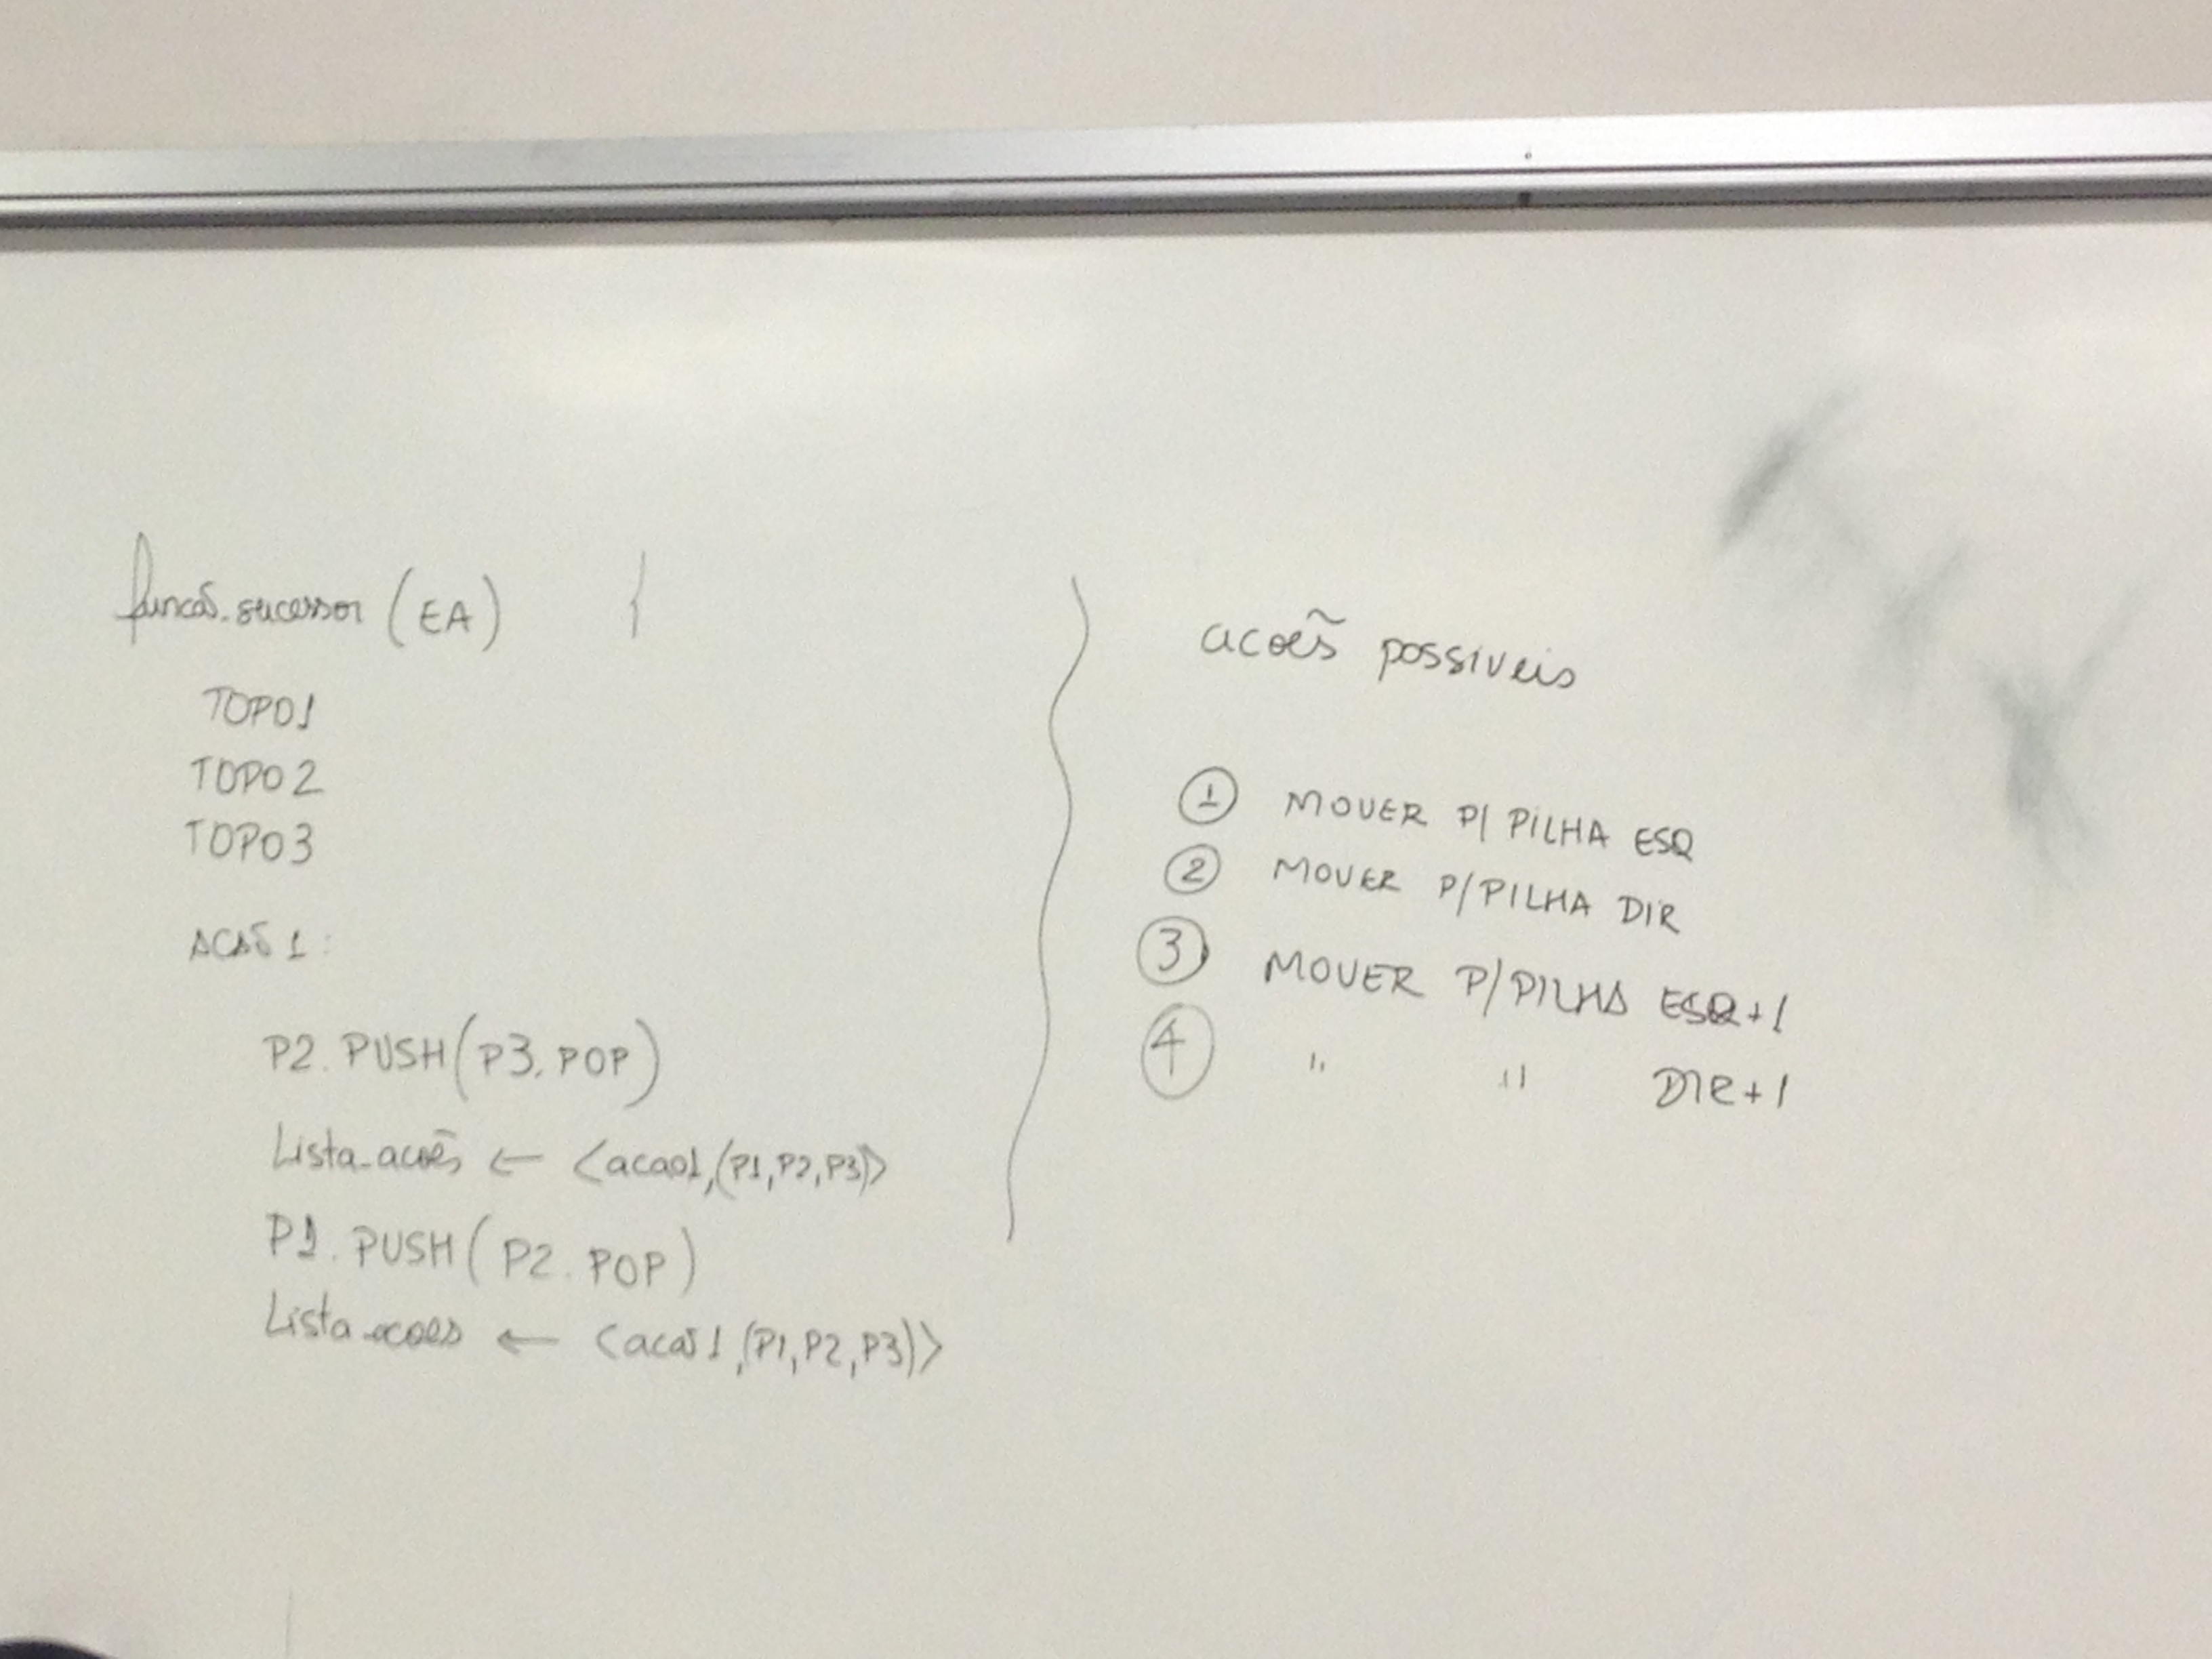 funcão_sucessor (EA) {
TOPO1
TOPO2
TOPO3
ACAÕ 1:
P2.PUSH(P3.POP)
Lista_acoẽs ← <acao1,(P1,P2,P3)>
P1.PUSH(P2.POP)
Lista_acoes ← <acaõ1,(P1,P2,P3)>
acoẽs possiveis
① MOVER P/ PILHA ESQ
② MOVER P/PILHA DIR
③ MOVER P/PILHA ESQ+1
④ " " DIR+1